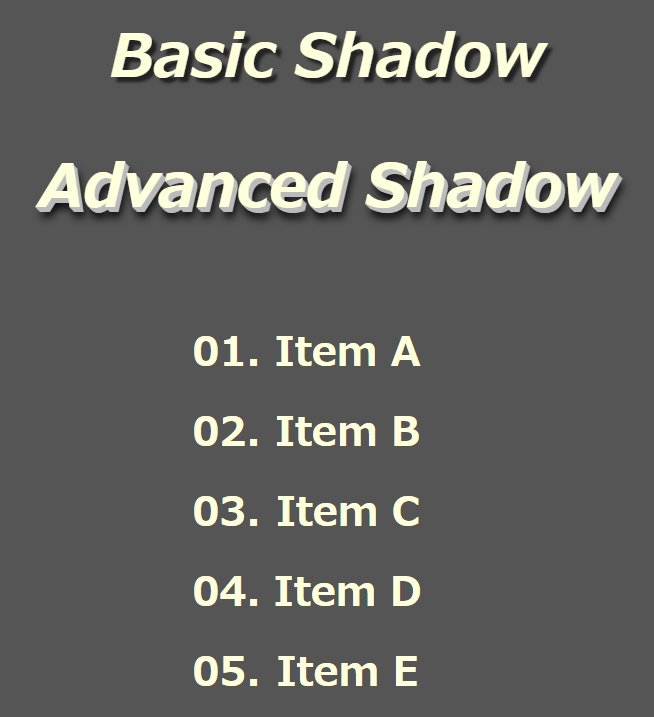 Basic Shadow
Advanced Shadow
01. Item A
02. Item B
03. Item C
04. Item D
05. Item E